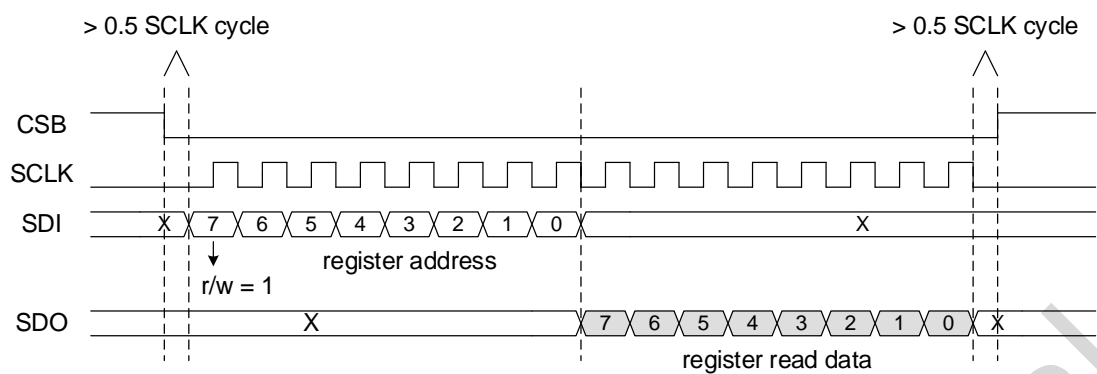 > 0.5 SCLK cycle > 0.5 SCLK cycle
CSB
SCLK
SDI X 7 6 5 4 3 2 1 0 X
register address
r/w = 1
SDO X 7 6 5 4 3 2 1 0 X
register read data